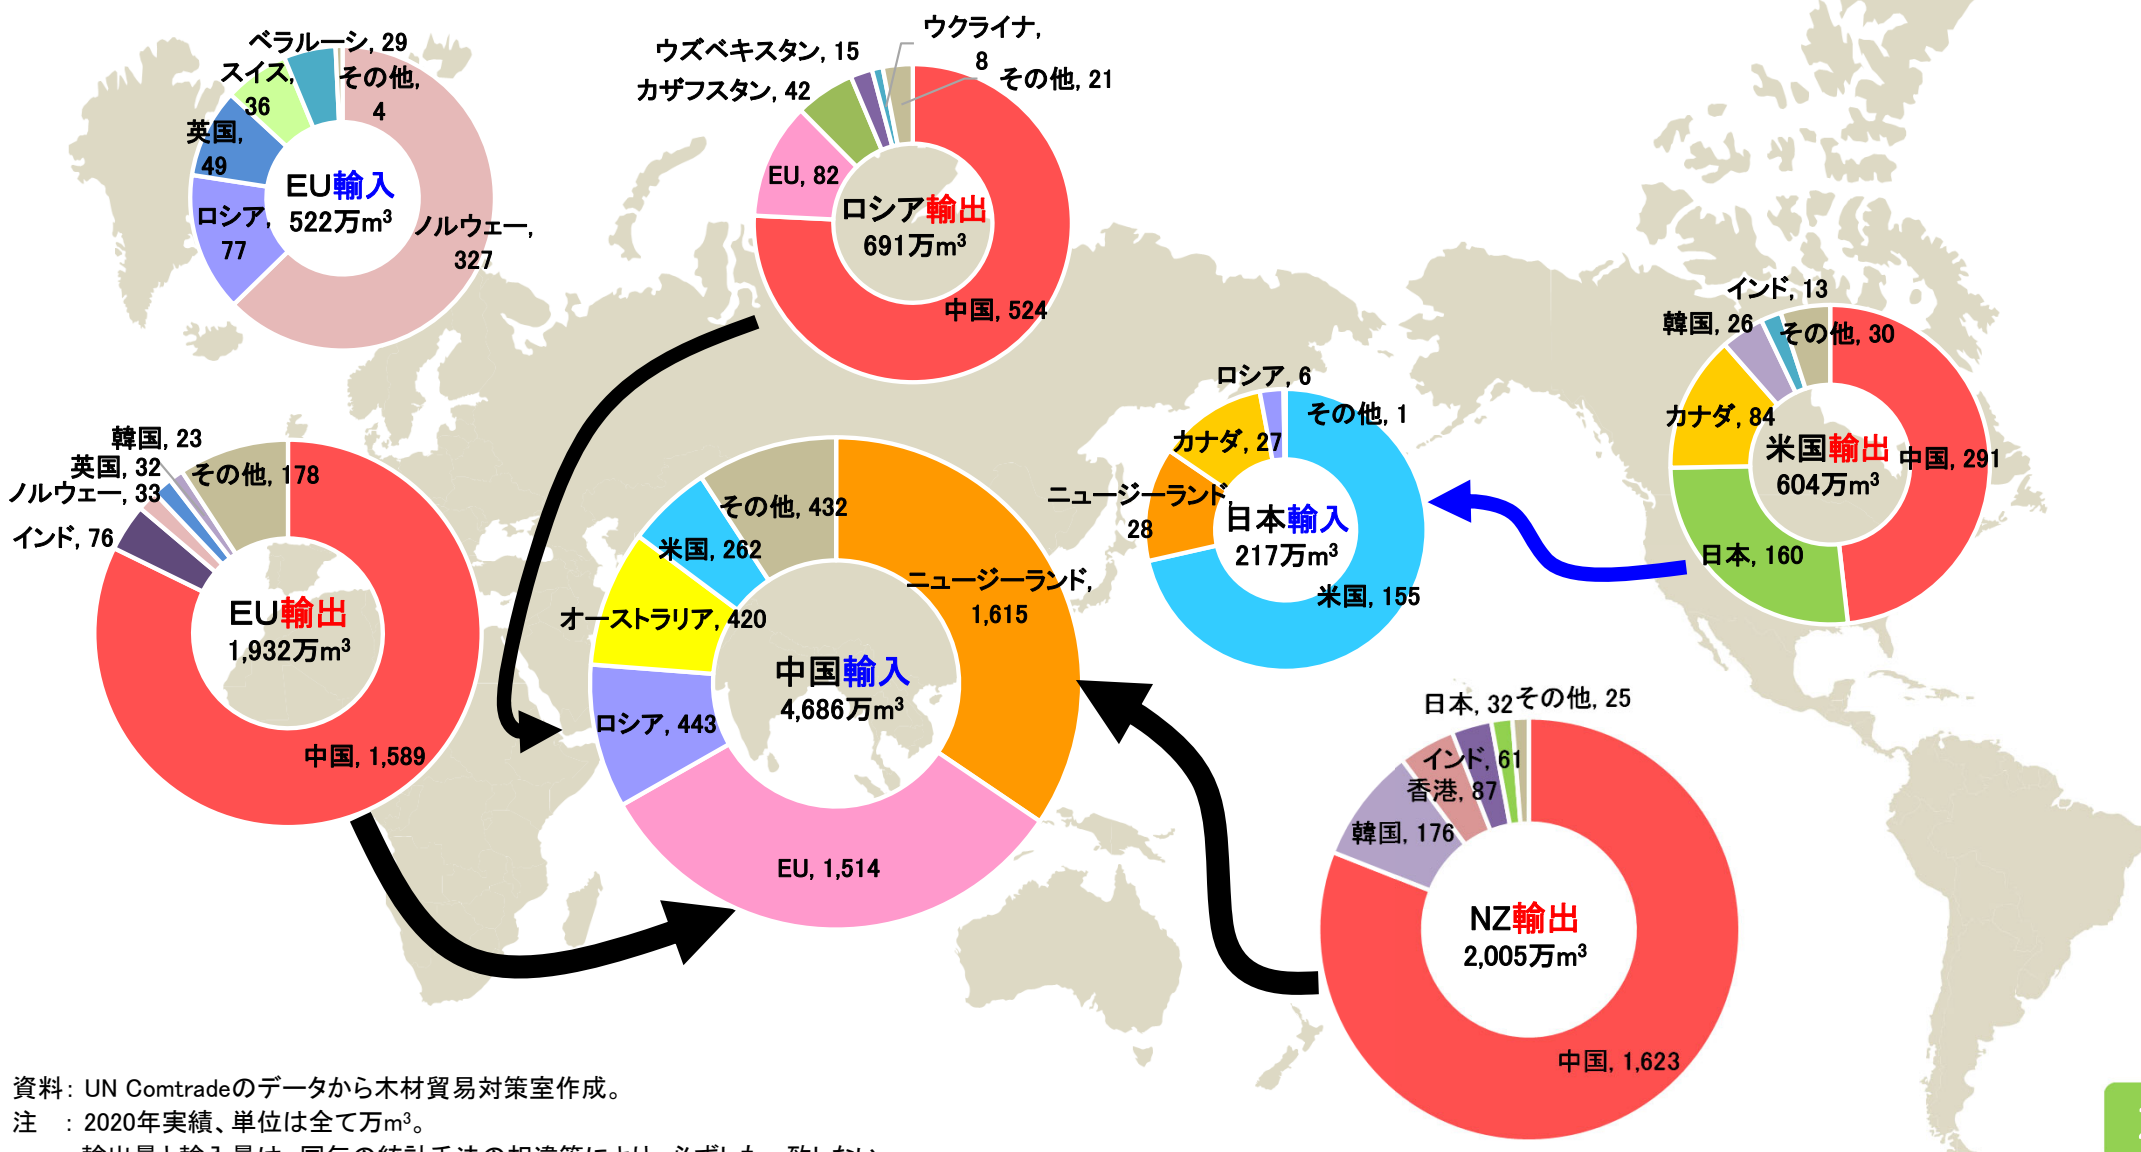 ベラルーシ, 29
スイス,
36
その他,
4
英国,
49
ロシア,
77
ノルウェー,
327
EU輸入
522万m³
ウクライナ,
8
ウズベキスタン, 15
カザフスタン, 42
その他, 21
EU, 82
中国, 524
ロシア輸出
691万m³
インド, 13
韓国, 26
その他, 30
カナダ, 84
中国, 291
日本, 160
米国輸出
604万m³
ロシア, 6
その他, 1
カナダ, 27
ニュージーランド,
28
米国, 155
日本輸入
217万m³
韓国, 23
英国, 32
ノルウェー, 33
インド, 76
その他, 178
中国, 1,589
EU輸出
1,932万m³
その他, 432
米国, 262
オーストラリア, 420
ロシア, 443
EU, 1,514
ニュージーランド,
1,615
中国輸入
4,686万m³
日本, 32
その他, 25
インド, 61
香港, 87
韓国, 176
中国, 1,623
NZ輸出
2,005万m³
資料: UN Comtradeのデータから木材貿易対策室作成。
注 : 2020年実績、単位は全て万m³。